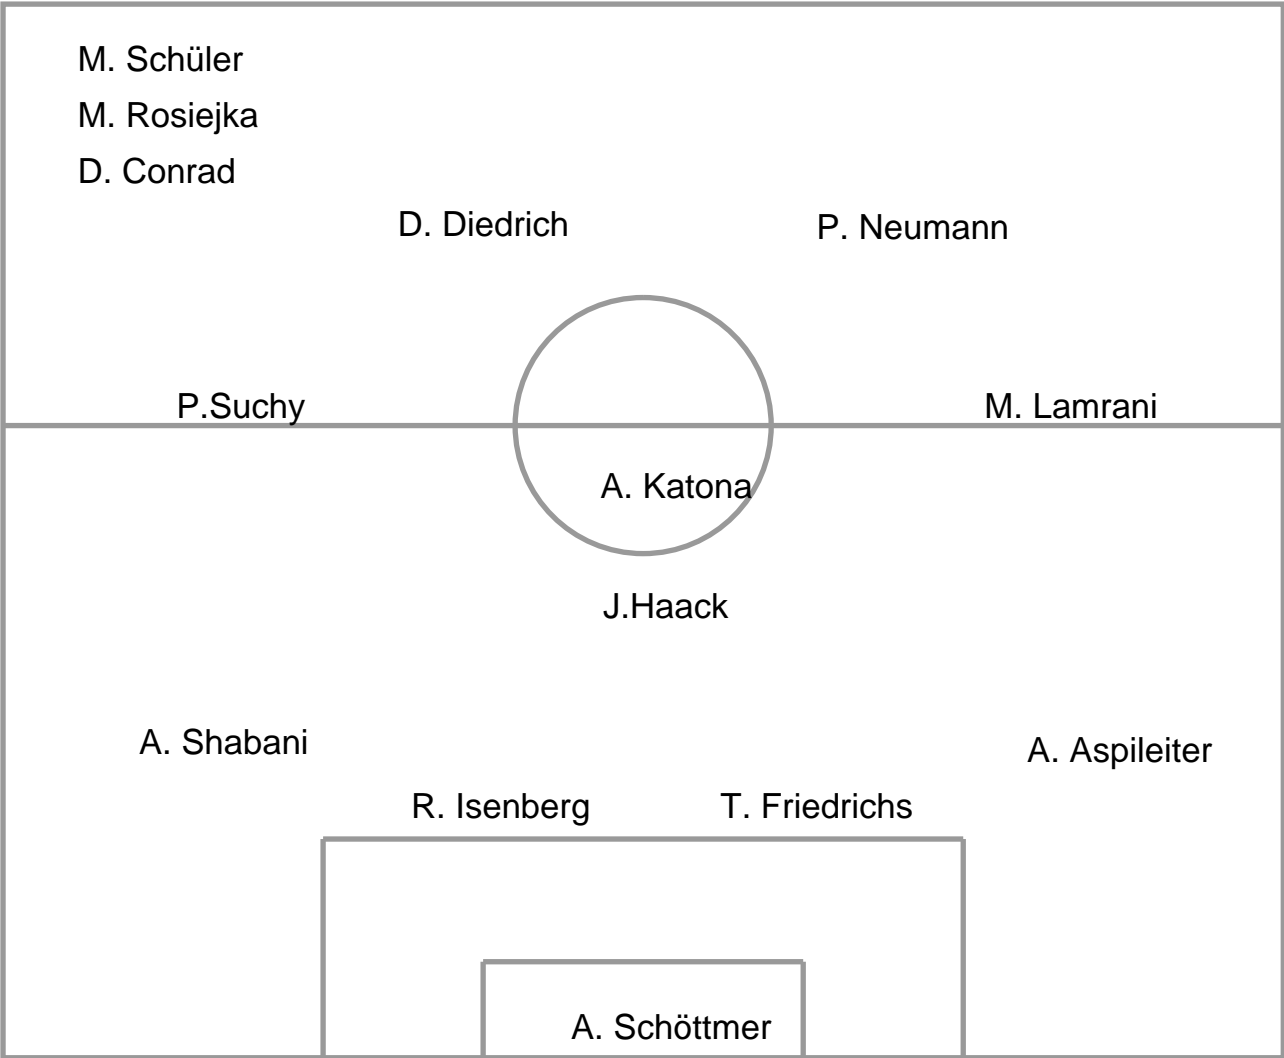 M. Schüler
M. Rosiejka
D. Conrad
D. Diedrich
P. Neumann
P.Suchy
M. Lamrani
A. Katona
J.Haack
A. Shabani
A. Aspileiter
R. Isenberg
T. Friedrichs
A. Schöttmer